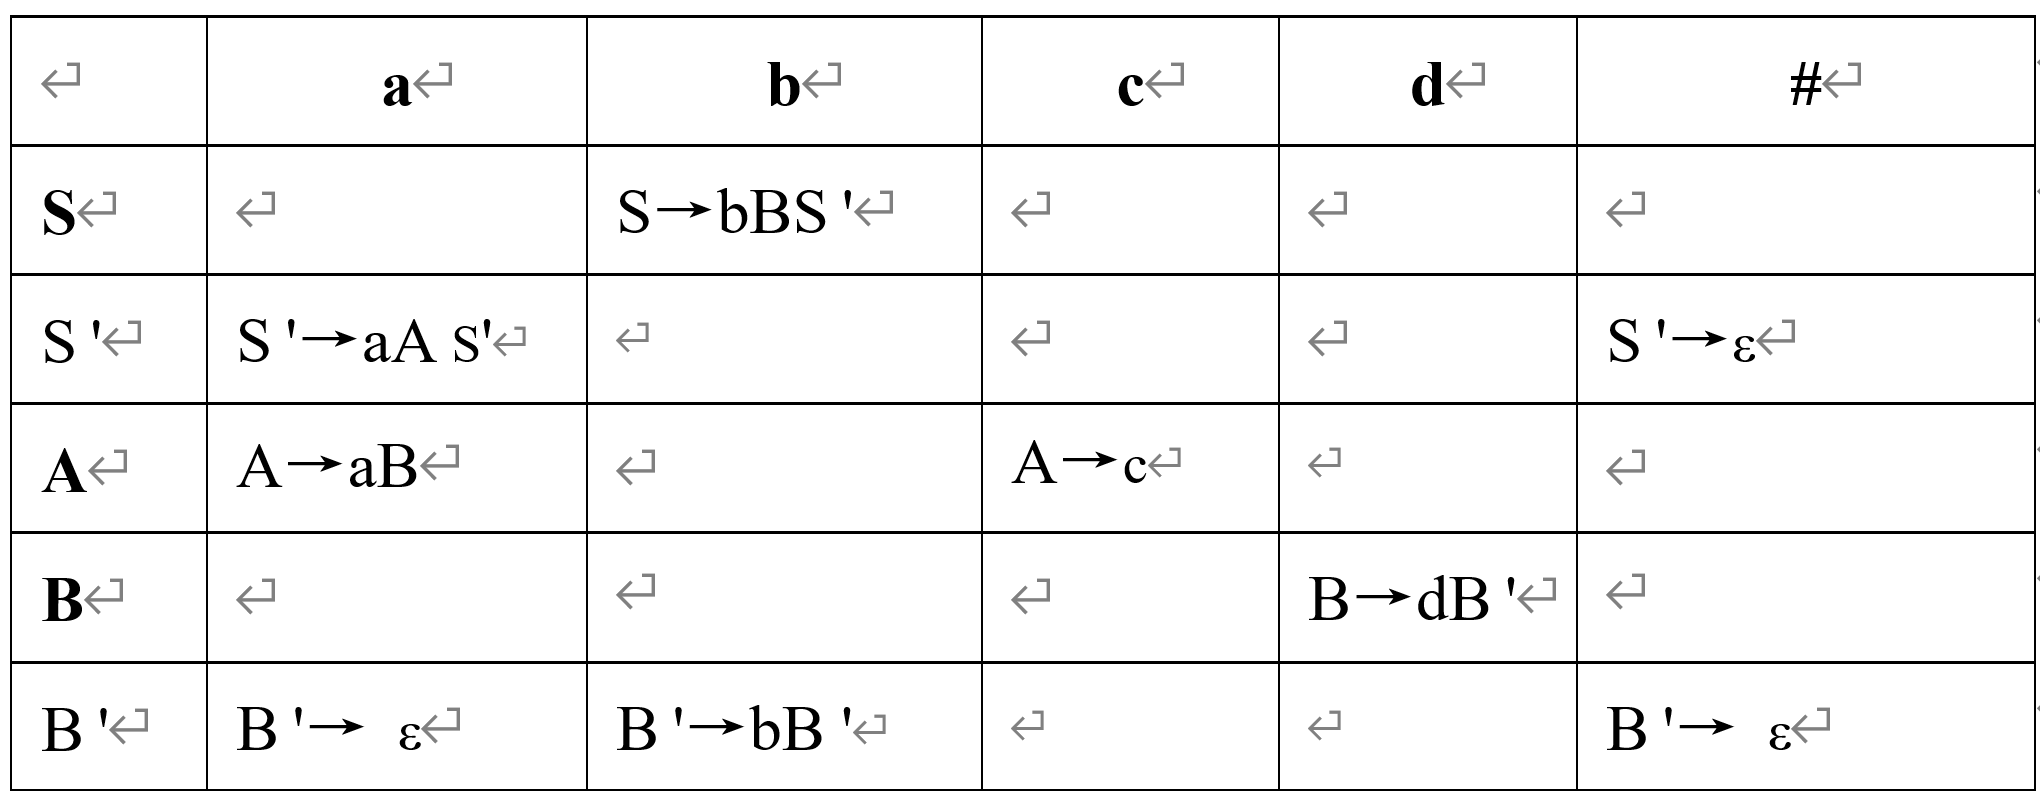 a b c d #
S S→bBS '
S ' S '→aA S' S '→ε
A A→aB A→c
B B→dB '
B ' B '→ ε B '→bB ' B '→ ε